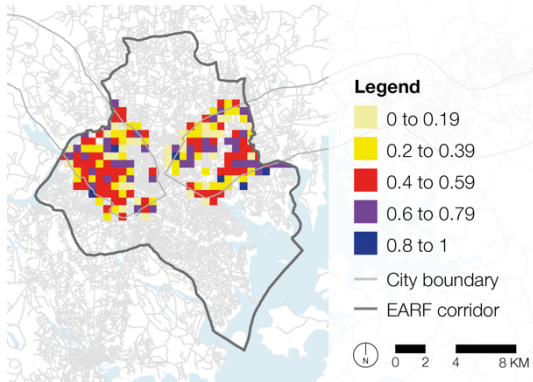 Legend
0 to 0.19
0.2 to 0.39
0.4 to 0.59
0.6 to 0.79
0.8 to 1
City boundary
EARF corridor
N
0 2 4 8 KM